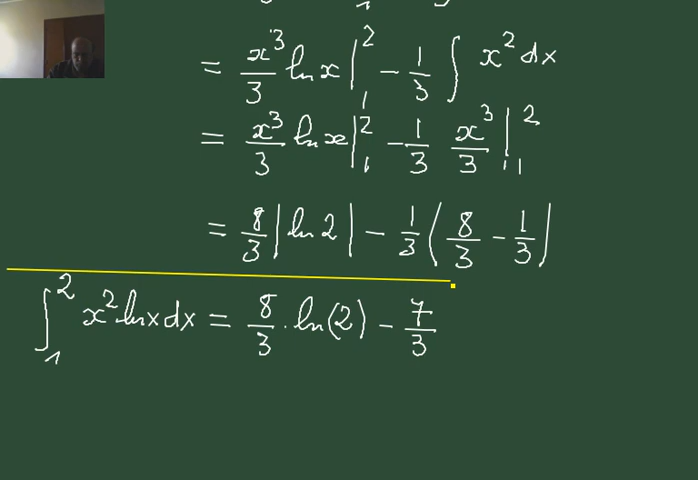 = x³/3 ln x |₁² - 1/3 ∫ x² dx
= x³/3 ln x |₁² - 1/3 x³/3 |₁²
= 8/3 |ln 2| - 1/3 (8/3 - 1/3)
∫₁² x² ln x dx = 8/3 · ln(2) - 7/3